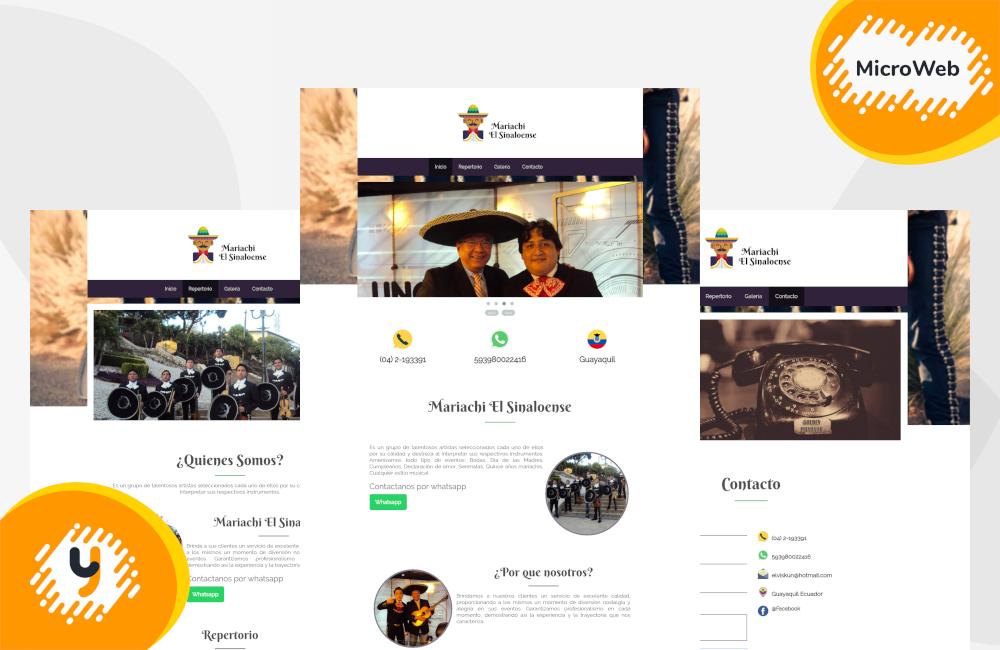 MicroWeb
Mariachi
El Sinaloense
Inicio Repertorio Galeria Contacto
(04) 2-193391
593980022416
Guayaquil
Mariachi El Sinaloense
Es un grupo de talentosos artistas seleccionados cada uno de ellos
por su calidad y destreza al interpretar sus respectivos instrumentos.
Amenizamos todo tipo de eventos: Bodas, Dia de las Madres,
Cumpleaños, Declaración de amor, Serenatas, Quince años mariachis,
Cualquier estilo musical.
Contactanos por whatsapp
Whatsapp
¿Por que nosotros?
Brindamos a nuestros clientes un servicio de excelente calidad,
proporcionando a los mismos un momento de diversión nostalgia y
alegria en sus eventos. Garantizamos profesionalismo en cada
momento, demostrando asi la experiencia y la trayectoria que nos
caracteriza.
Mariachi
El Sinaloense
Inicio Repertorio Galeria Contacto
¿Quienes Somos?
Es un grupo de talentosos artistas seleccionados cada uno de ellos por su c
interpretar sus respectivos instrumentos.
Mariachi El Sina
Brinda a sus clientes un servicio de excelente
a los mismos un momento de diversión no
eventos. Garantizamos profesionalismo
demostrando asi la experiencia y la trayectoria
Contactanos por whatsapp
Whatsapp
Repertorio
Mariachi
El Sinaloense
Repertorio Galeria Contacto
GOLDEN
Contacto
(04) 2-193391
593980022416
elviskun@hotmail.com
Guayaquil Ecuador
@Facebook
y